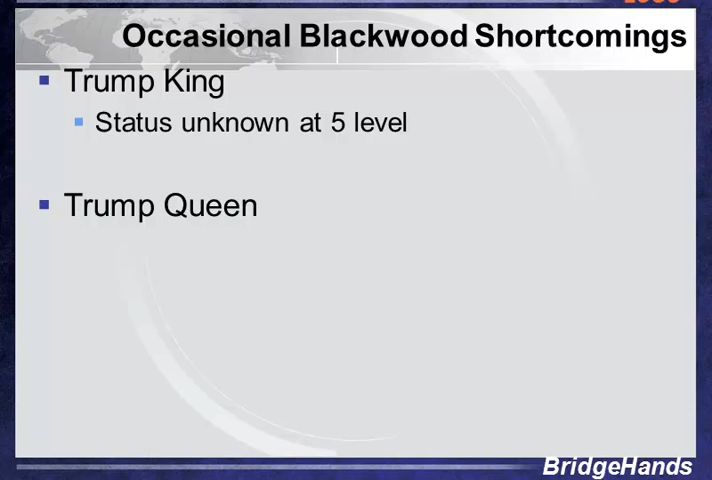 Occasional Blackwood Shortcomings
Trump King
Status unknown at 5 level
Trump Queen
BridgeHands